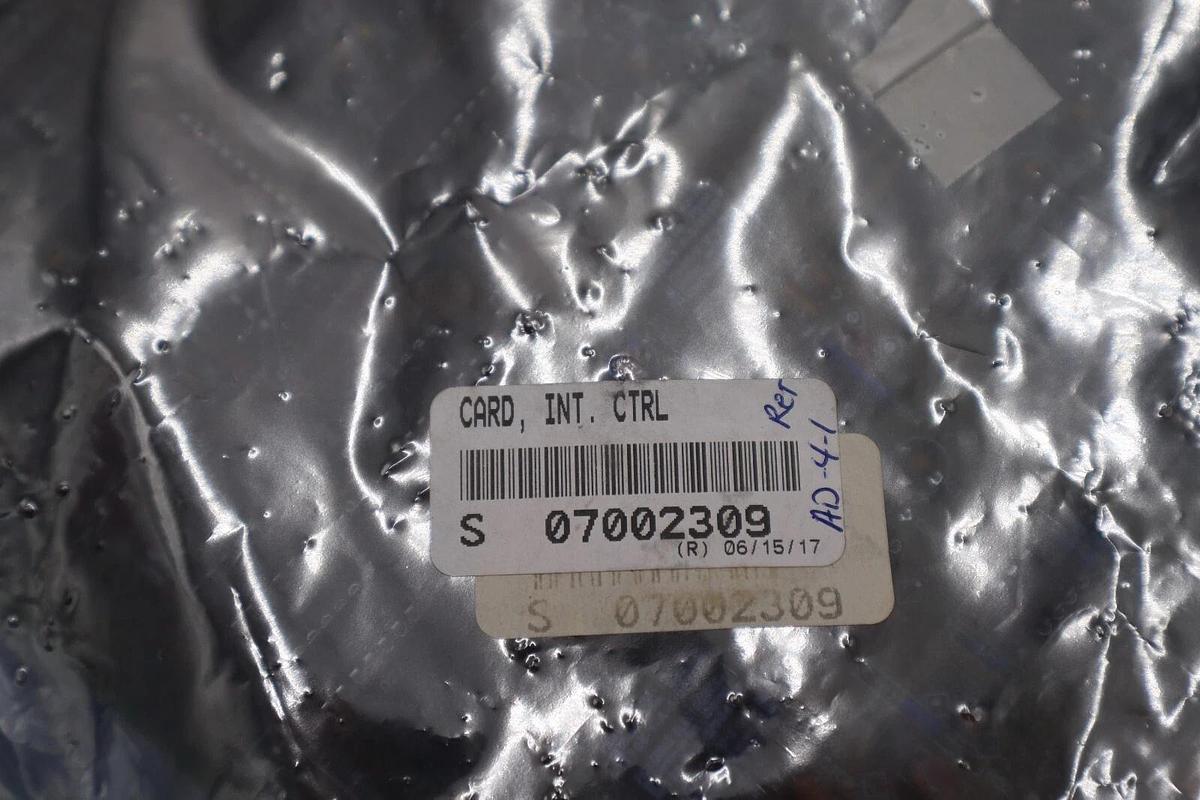 CARD, INT. CTRL
Rer
AD-4-1
S 07002309
(R) 06/15/17
S 07002309